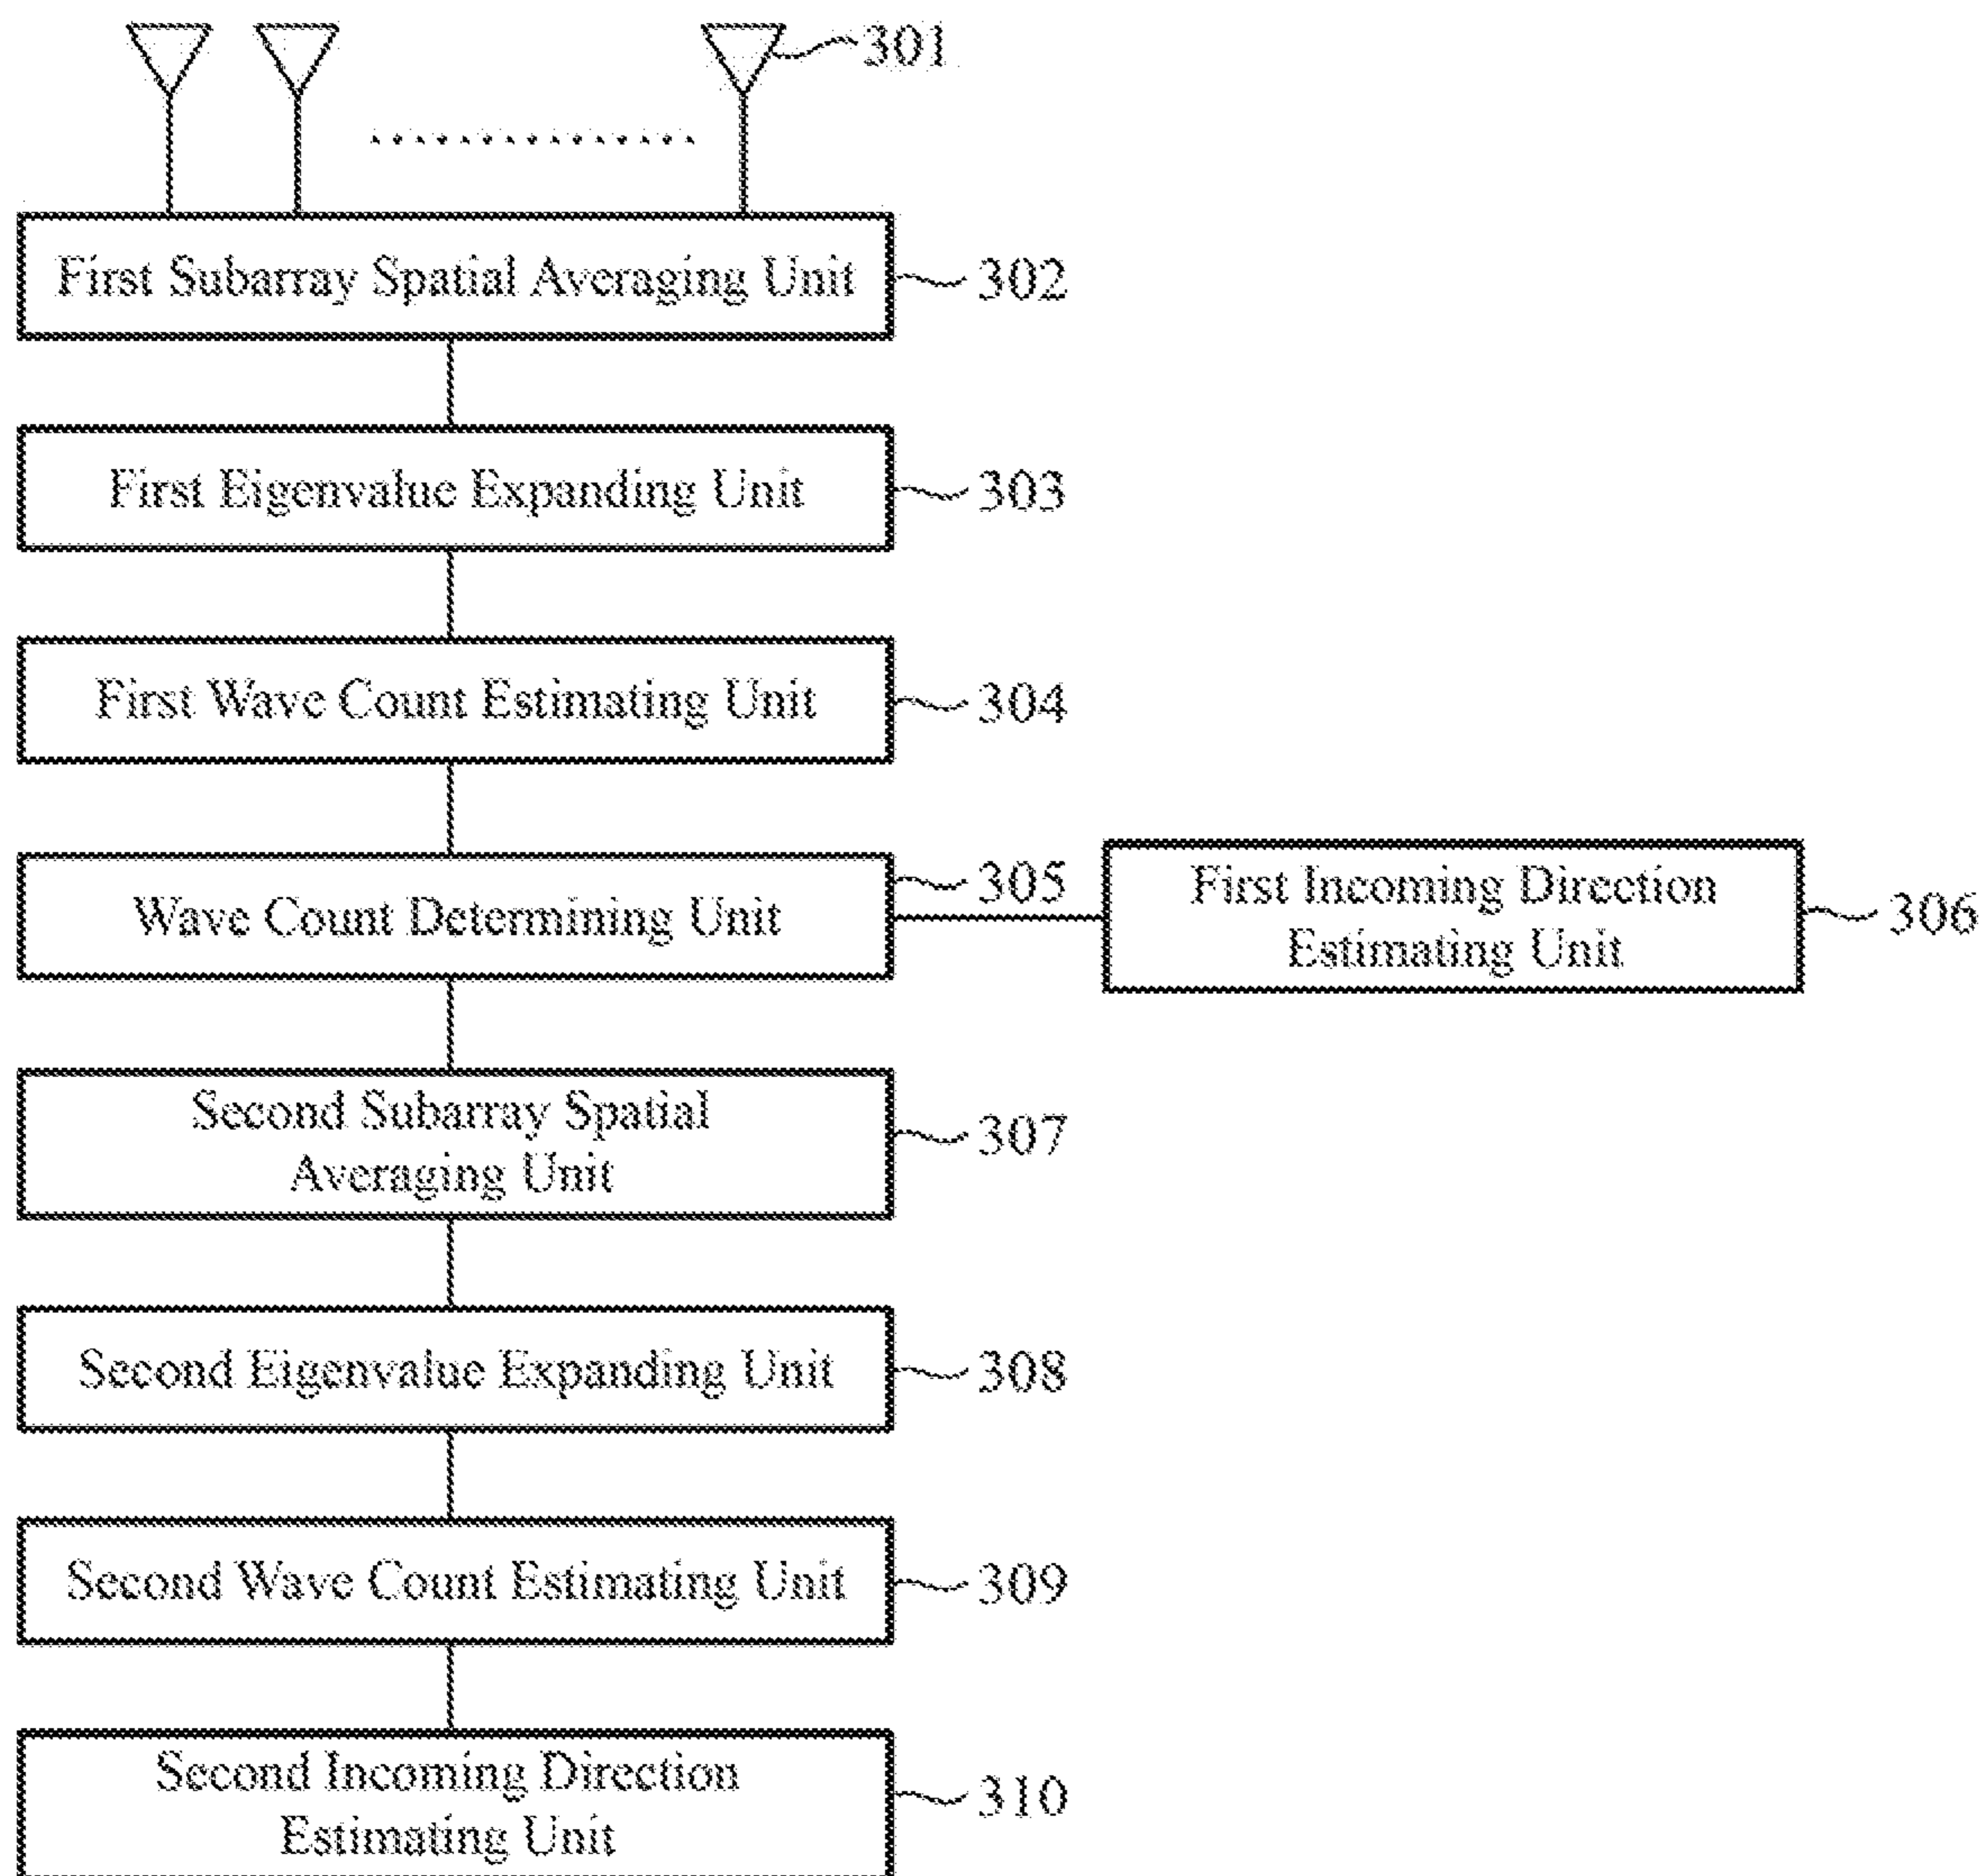 301
First Subarray Spatial Averaging Unit
302
First Eigenvalue Expanding Unit
303
First Wave Count Estimating Unit
304
Wave Count Determining Unit
305
First Incoming Direction
Estimating Unit
306
Second Subarray Spatial
Averaging Unit
307
Second Eigenvalue Expanding Unit
308
Second Wave Count Estimating Unit
309
Second Incoming Direction
Estimating Unit
310